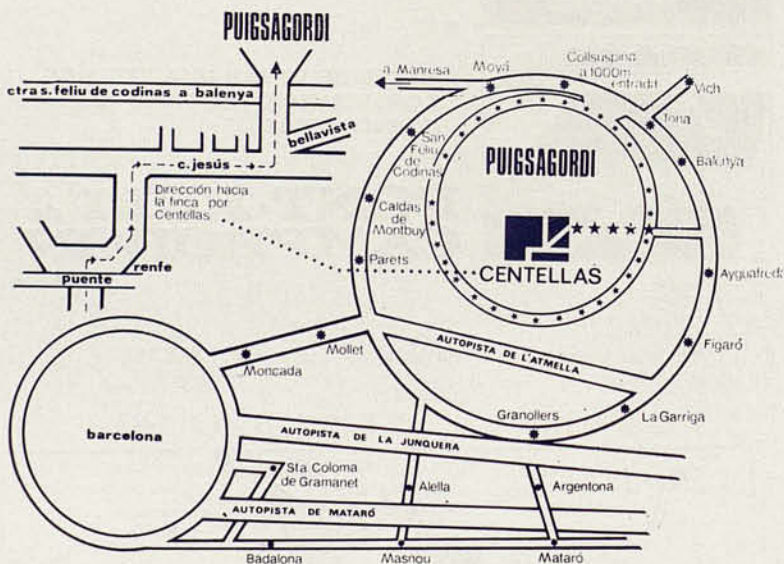 PUIGSAGORDI
ctra s. feliu de codinas a balenya
bellavista
c. jesús
Dirección hacia
la finca por
Centellas
renfe
puente
a Manresa
Moyá
Collsuspina
a 1000m
entrada
Vich
Tona
Balenya
San
Feliu
de
Codinas
PUIGSAGORDI
Caldas
de
Montbuy
CENTELLAS
Parets
Ayguafreda
AUTOPISTA DE L'ATMELLA
Figaró
Mollet
Moncada
La Garriga
Granollers
barcelona
AUTOPISTA DE LA JUNQUERA
Sta Coloma
de Gramanet
Alella
Argentona
AUTOPISTA DE MATARÓ
Badalona
Masnou
Mataró